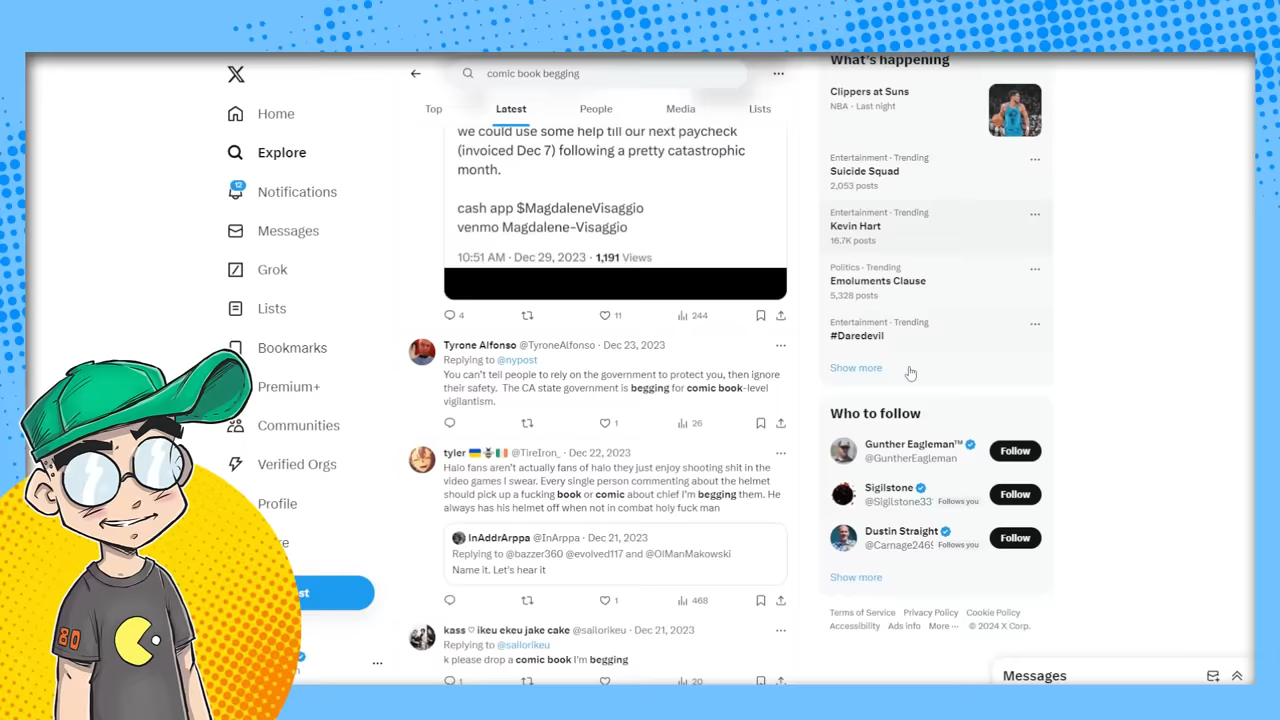 X
Home
Explore
12
Notifications
Messages
Grok
Lists
Bookmarks
Premium+
Communities
Verified Orgs
Profile
comic book begging
Top
Latest
People
Media
Lists
we could use some help till our next paycheck
(invoiced Dec 7) following a pretty catastrophic
month.
cash app $MagdaleneVisaggio
venmo Magdalene-Visaggio
10:51 AM · Dec 29, 2023 · 1,191 Views
4
11
244
Tyrone Alfonso @TyroneAlfonso · Dec 23, 2023
Replying to @nypost
You can't tell people to rely on the government to protect you, then ignore
their safety. The CA state government is begging for comic book-level
vigilantism.
1
26
tyler @TireIron_ · Dec 22, 2023
Halo fans aren't actually fans of halo they just enjoy shooting shit in the
video games I swear. Every single person commenting about the helmet
should pick up a fucking book or comic about chief I'm begging them. He
always has his helmet off when not in combat holy fuck man
InAddrArppa @InArppa · Dec 21, 2023
Replying to @bazzer360 @evolved117 and @OlManMakowski
Name it. Let's hear it
1
468
kass ♡ ikeu ekeu jake cake @sailorikeu · Dec 21, 2023
Replying to @sailorikeu
k please drop a comic book I'm begging
1
20
What's happening
Clippers at Suns
NBA · Last night
Entertainment · Trending
Suicide Squad
2,053 posts
Entertainment · Trending
Kevin Hart
16.7K posts
Politics · Trending
Emoluments Clause
5,328 posts
Entertainment · Trending
#Daredevil
Show more
Who to follow
Gunther Eagleman™
@GuntherEagleman
Follow
Sigilstone
@Sigilstone33
Follows you
Follow
Dustin Straight
@Carnage246
Follows you
Follow
Show more
Terms of Service Privacy Policy Cookie Policy
Accessibility Ads info More ··· © 2024 X Corp.
Messages
80